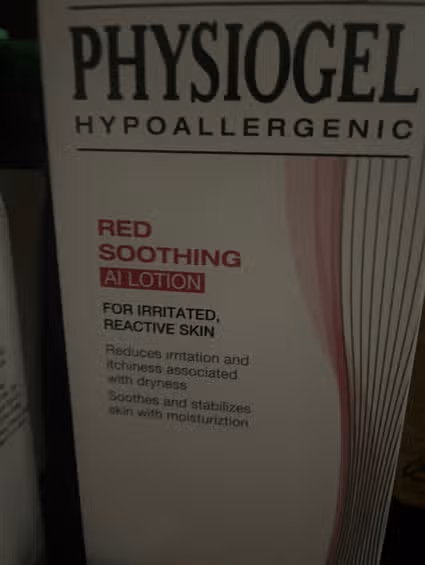 PHYSIOGEL
HYPOALLERGENIC
RED
SOOTHING
AI LOTION
FOR IRRITATED,
REACTIVE SKIN
Reduces irritation and
itchiness associated
with dryness
Soothes and stabilizes
skin with moisturiztion